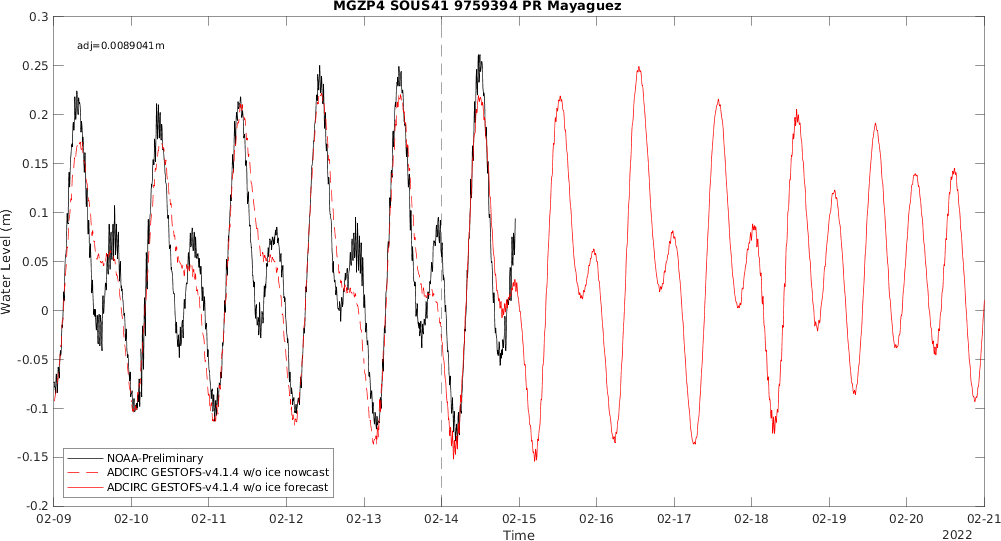 MGZP4 SOUS41 9759394 PR Mayaguez
adj=0.0089041m
0.3
0.25
0.2
0.15
0.1
0.05
0
-0.05
-0.1
-0.15
-0.2
Water Level (m)
NOAA-Preliminary
ADCIRC GESTOFS-v4.1.4 w/o ice nowcast
ADCIRC GESTOFS-v4.1.4 w/o ice forecast
02-09 02-10 02-11 02-12 02-13 02-14 02-15 02-16 02-17 02-18 02-19 02-20 02-21
Time
2022